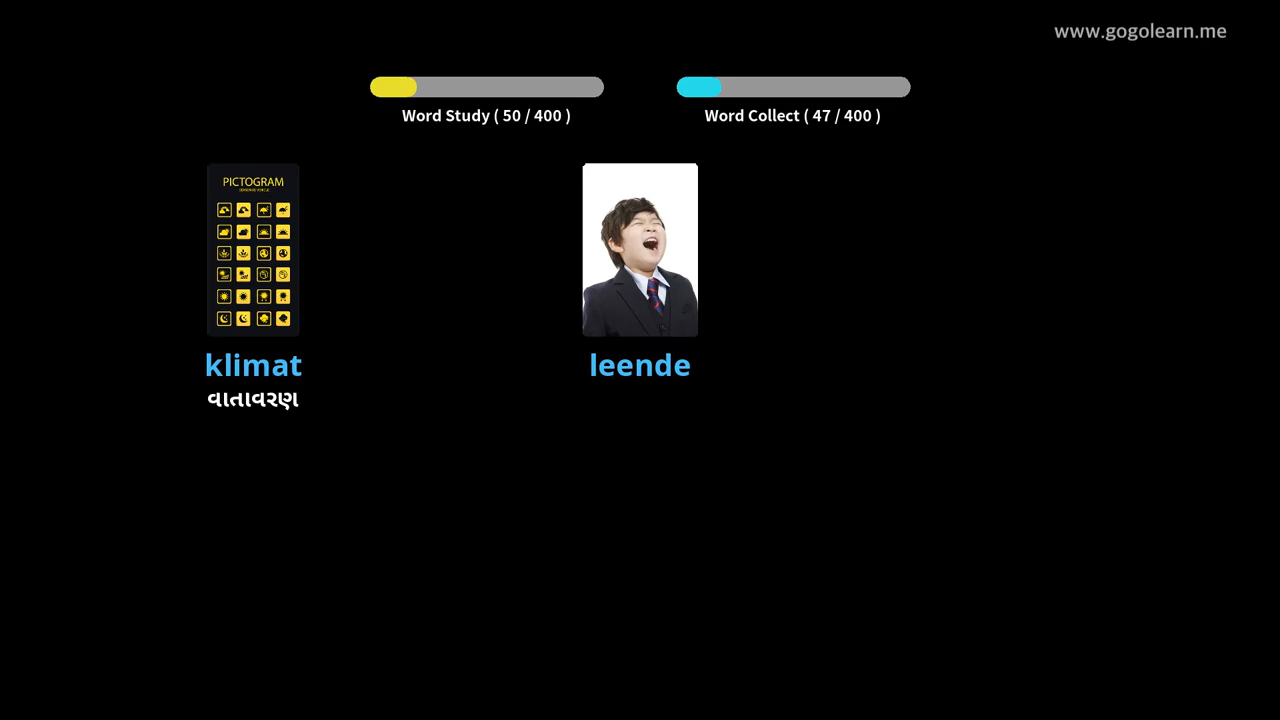 www.gogolearn.me
Word Study ( 50 / 400 )
Word Collect ( 47 / 400 )
PICTOGRAM
klimat
leende
વાતાવરણ